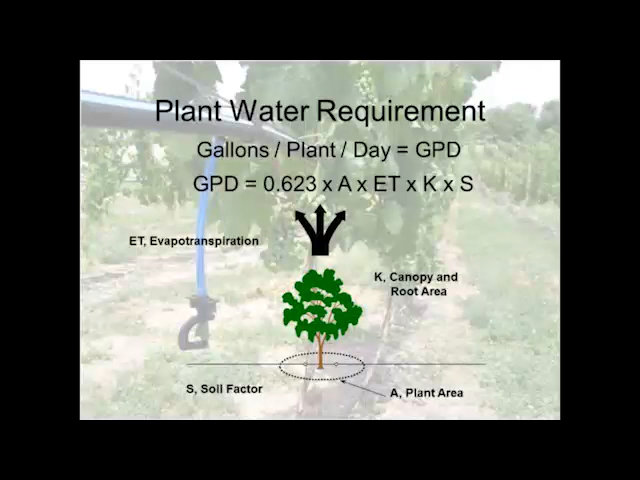 Plant Water Requirement
Gallons / Plant / Day = GPD
GPD = 0.623 x A x ET x K x S
ET, Evapotranspiration
K, Canopy and
Root Area
S, Soil Factor
A, Plant Area